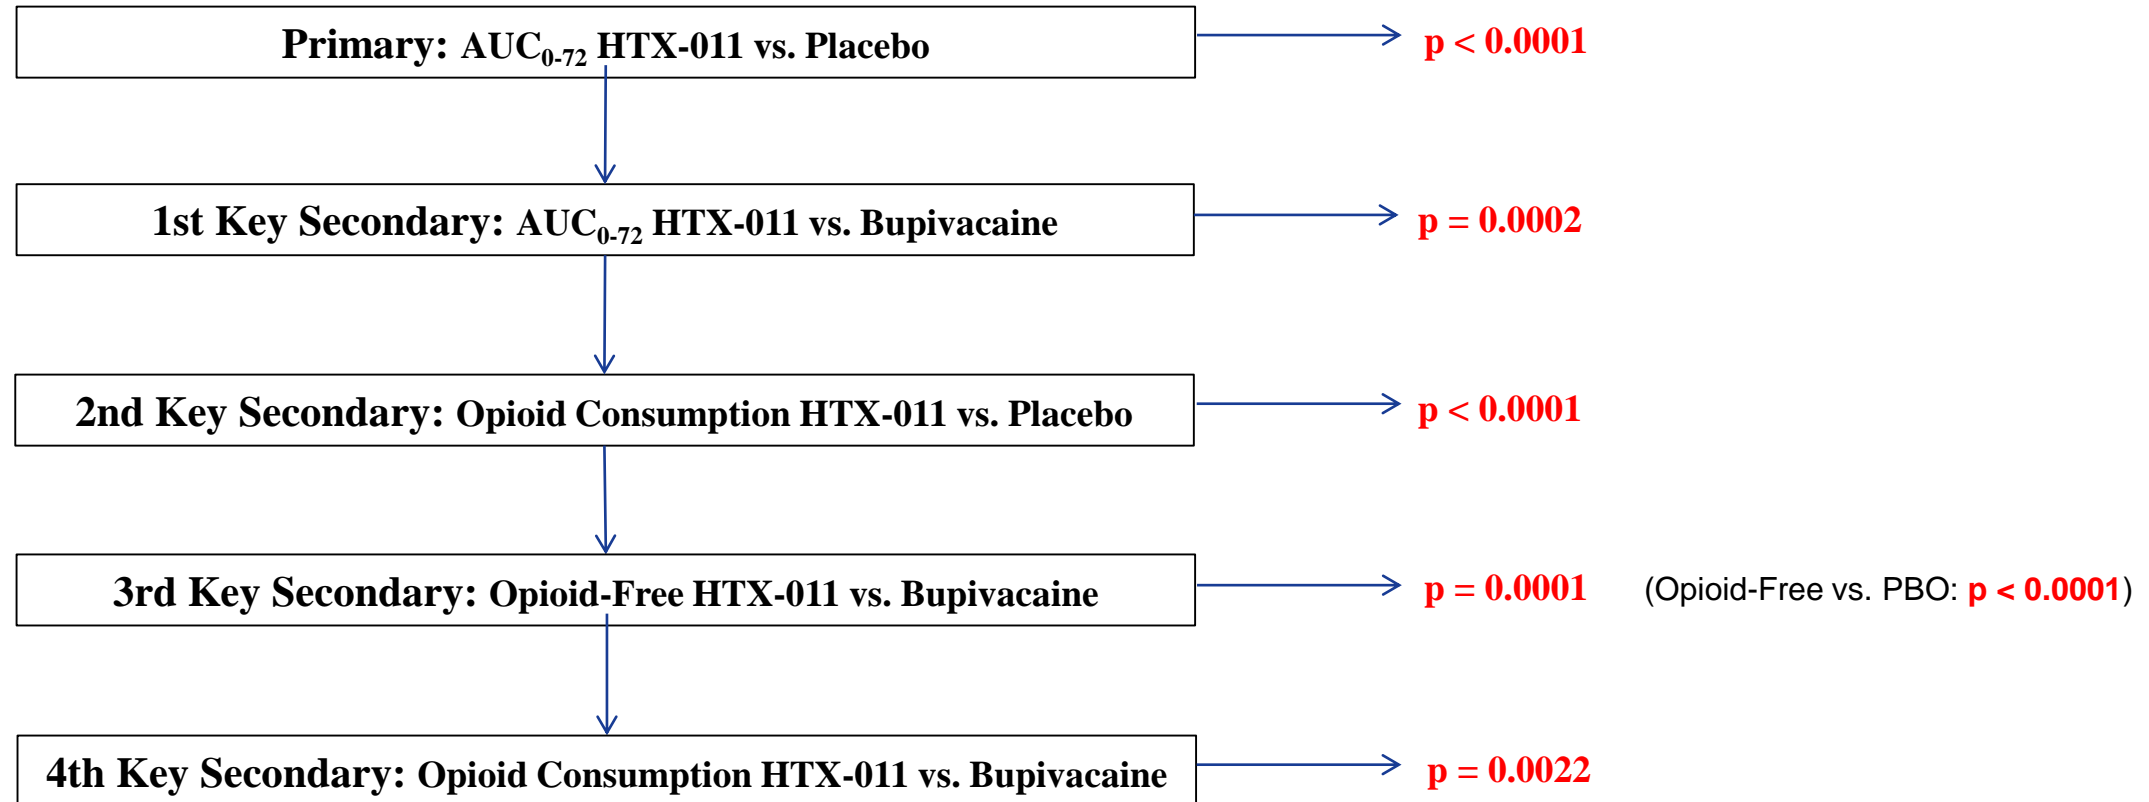 Primary: AUC0-72 HTX-011 vs. Placebo p < 0.0001
1st Key Secondary: AUC0-72 HTX-011 vs. Bupivacaine p = 0.0002
2nd Key Secondary: Opioid Consumption HTX-011 vs. Placebo p < 0.0001
3rd Key Secondary: Opioid-Free HTX-011 vs. Bupivacaine p = 0.0001 (Opioid-Free vs. PBO: p < 0.0001)
4th Key Secondary: Opioid Consumption HTX-011 vs. Bupivacaine p = 0.0022